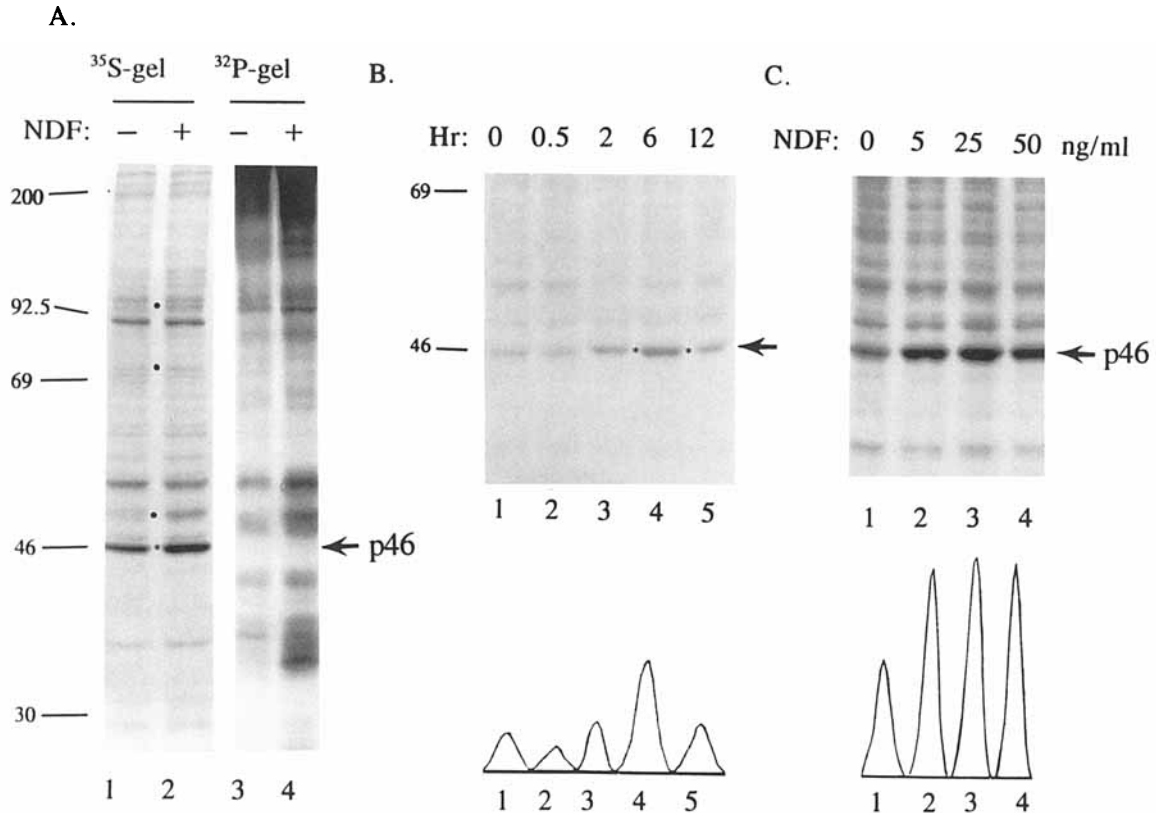 A.
³⁵S-gel ³²P-gel
NDF: − + − +
200
92.5
69
46
30
p46
1 2 3 4
B.
Hr: 0 0.5 2 6 12
69
46
1 2 3 4 5
1 2 3 4 5
C.
NDF: 0 5 25 50 ng/ml
p46
1 2 3 4
1 2 3 4